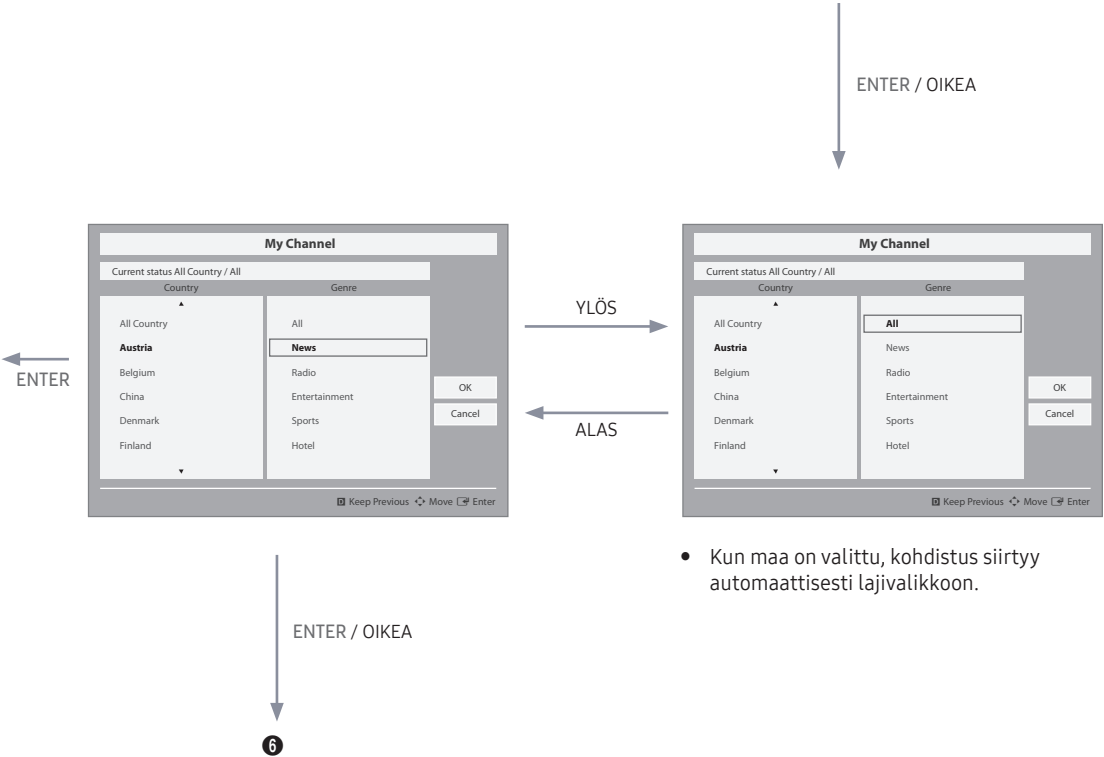 ENTER / OIKEA
My Channel
Current status All Country / All
Country Genre
▲
All Country All
Austria News
Belgium Radio
China Entertainment
Denmark Sports
Finland Hotel
▼
OK
Cancel
D Keep Previous Move Enter
ENTER
YLÖS
ALAS
My Channel
Current status All Country / All
Country Genre
▲
All Country All
Austria News
Belgium Radio
China Entertainment
Denmark Sports
Finland Hotel
▼
OK
Cancel
D Keep Previous Move Enter
• Kun maa on valittu, kohdistus siirtyy
automaattisesti lajivalikkoon.
ENTER / OIKEA
❻